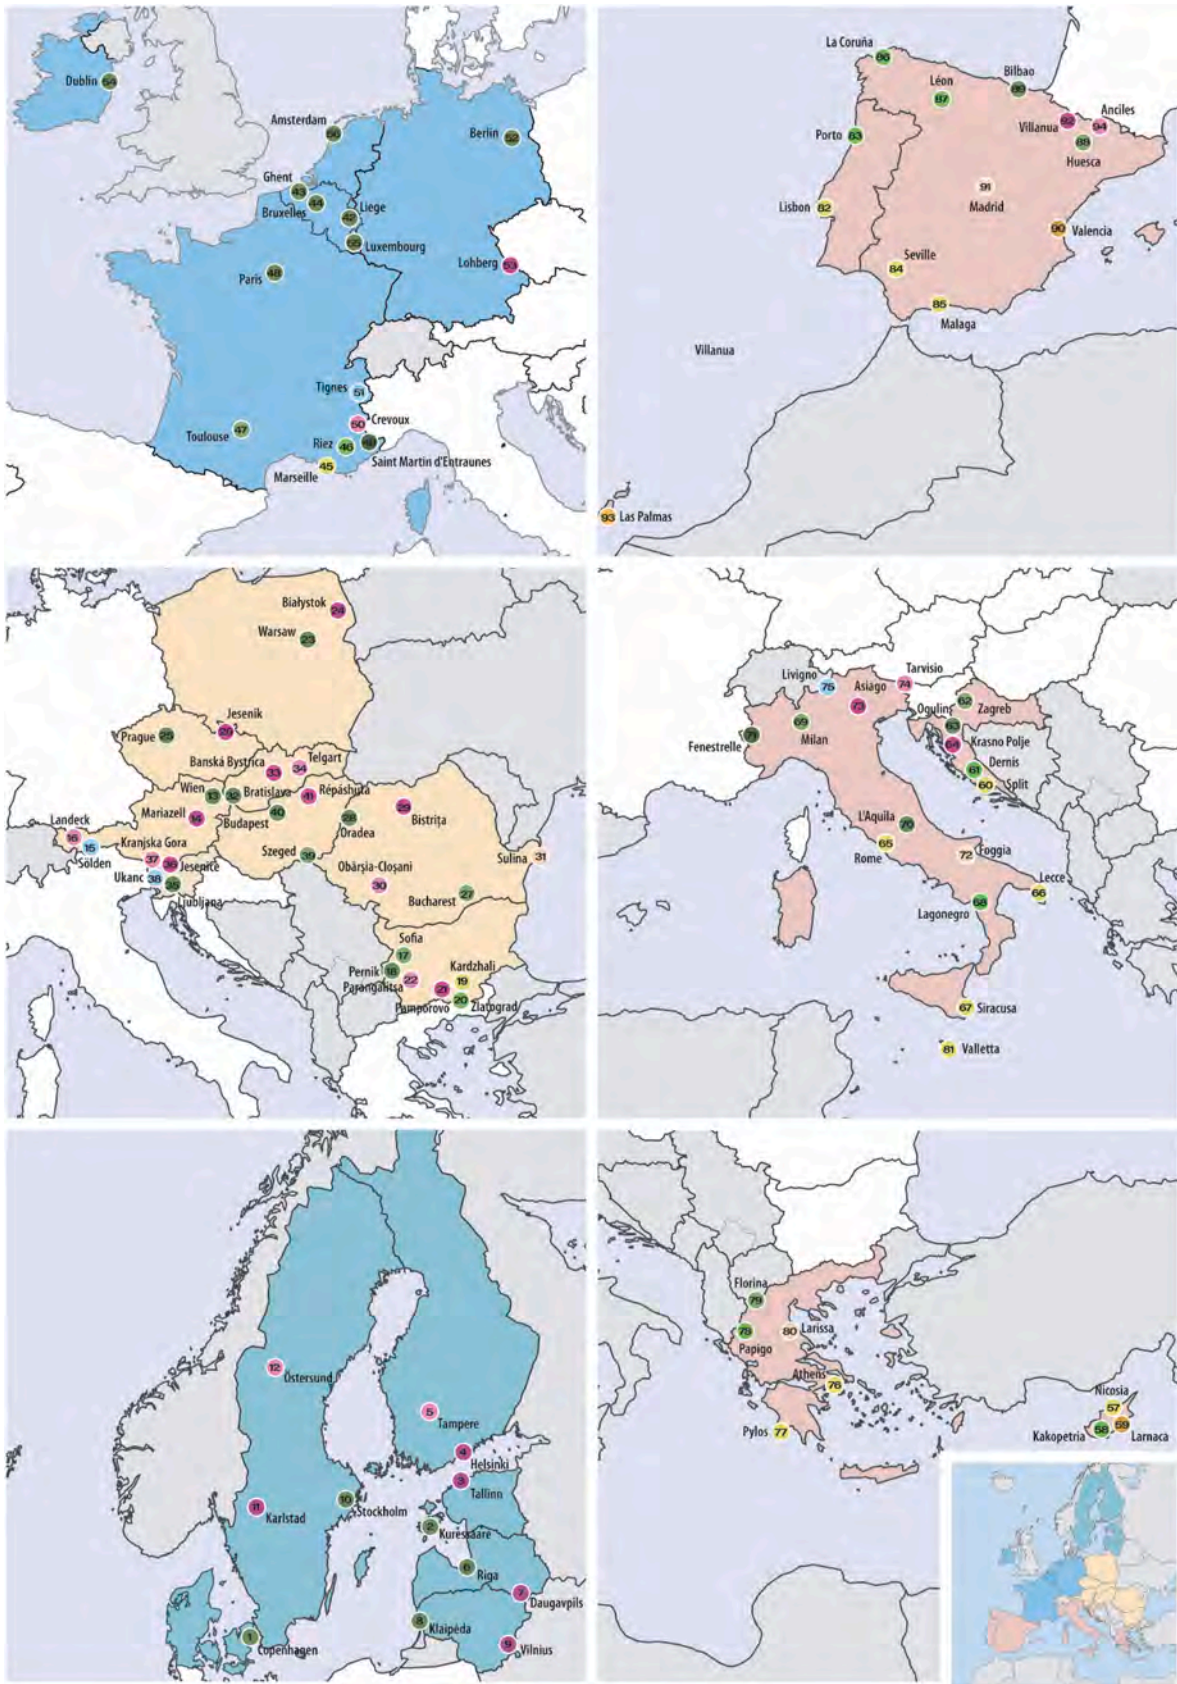 Dublin 54
Amsterdam
56
Berlin 52
Ghent
43
Bruxelles 44
Liege
42
Luxembourg
55
Lohberg 53
Paris 48
Tignes
51
Crevoux
50
Toulouse 47
Riez
46
Saint Martin d'Entraunes
Marseille 45
La Coruña
86
Léon
87
Bilbao
Villanua
92
Anciles
94
Huesca
Porto 83
91
Madrid
Lisbon 82
90 Valencia
Seville
84
85
Malaga
Villanua
93 Las Palmas
Białystok 24
Warsaw 23
Jesenik
26
Prague 25
Banská Bystrica
33
Telgart
34
Wien
13
32
Bratislava
41
Répáshuta
Mariazell
14
Budapest
40
28
Oradea
29
Bistrița
Landeck
16
15
Sölden
Kranjska Gora
37
36
Jesenice
Szeged
39
Sulina 31
Ukanc
38
35
Ljubljana
Obârșia-Cloșani
30
Bucharest 27
Sofia
17
Pernik
18
Parangalitsa
22
Kardzhali
19
21
Pamporovo
20
Zlatograd
Livigno
75
Asiago
73
Tarvisio
74
Ogulins
62
Zagreb
69
Milan
63
64
Krasno Polje
Fenestrelle 71
Dernis
61
60
Split
L'Aquila
70
Rome
65
72
Foggia
Lecce
66
Lagonegro
68
67 Siracusa
81 Valletta
12
Östersund
5
Tampere
4
Helsinki
3
Tallinn
11
Karlstad
10
Stockholm
2
Kuressaare
6
Riga
7
Daugavpils
8
Klaipėda
1
Copenhagen
9 Vilnius
Florina
79
78
Papigo
80
Larissa
Athens
76
Pylos 77
Nicosia
57
Kakopetria 58
59
Larnaca